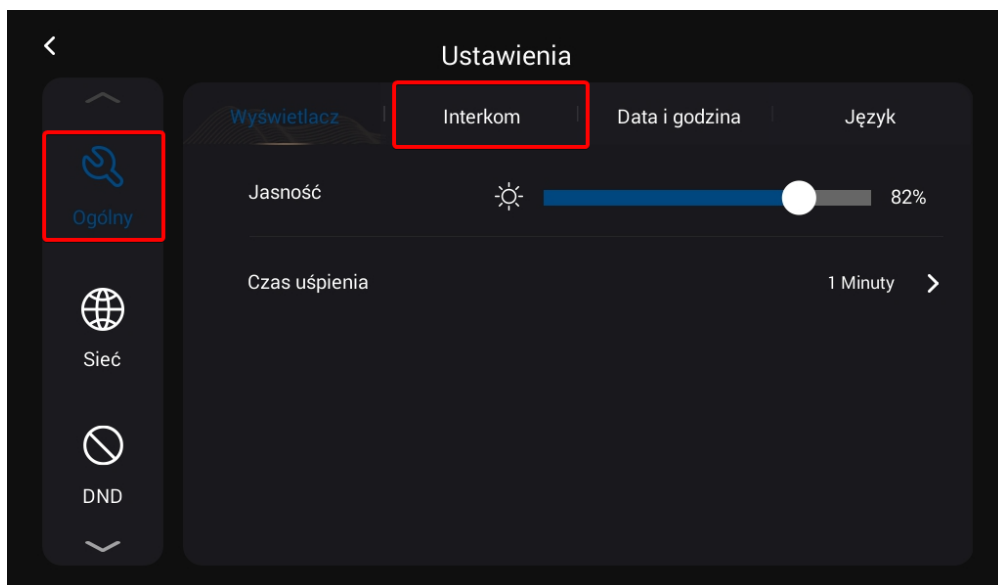 Ustawienia
Wyświetlacz
Interkom
Data i godzina
Język
Ogólny
Jasność
82%
Czas uśpienia
1 Minuty
Sieć
DND